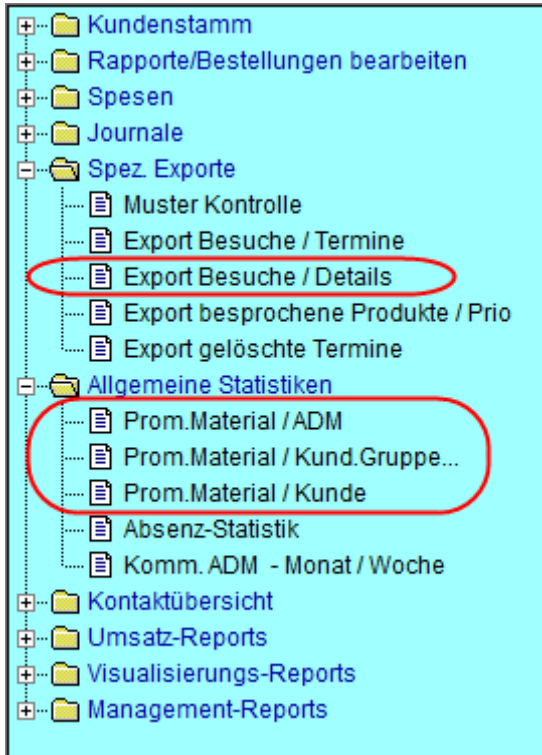 Kundenstamm
Rapporte/Bestellungen bearbeiten
Spesen
Journale
Spez. Exporte
Muster Kontrolle
Export Besuche / Termine
Export Besuche / Details
Export besprochene Produkte / Prio
Export gelöschte Termine
Allgemeine Statistiken
Prom.Material / ADM
Prom.Material / Kund.Gruppe...
Prom.Material / Kunde
Absenz-Statistik
Komm. ADM - Monat / Woche
Kontaktübersicht
Umsatz-Reports
Visualisierungs-Reports
Management-Reports